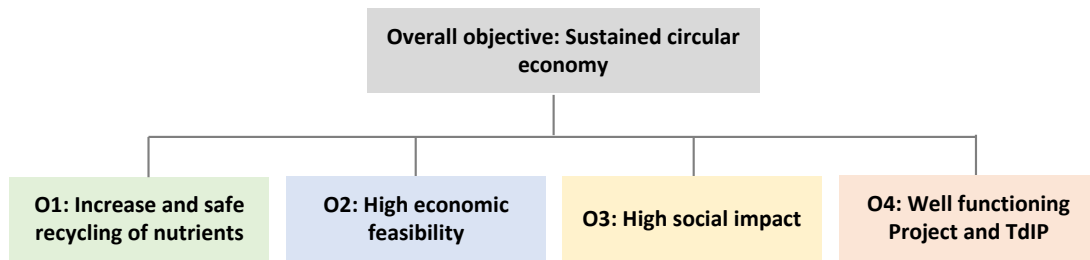 Overall objective: Sustained circular
economy
O1: Increase and safe
recycling of nutrients
O2: High economic
feasibility
O3: High social impact
O4: Well functioning
Project and TdIP